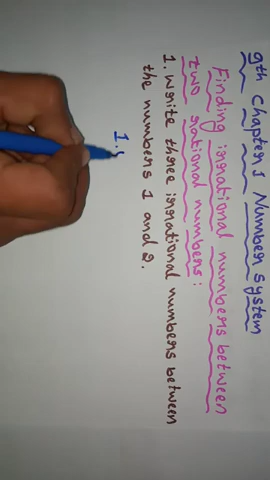 9th Chapter 1 Number system
Finding irrational numbers between
two rational numbers:
1. Write three irrational numbers between
the numbers 1 and 2.
1.